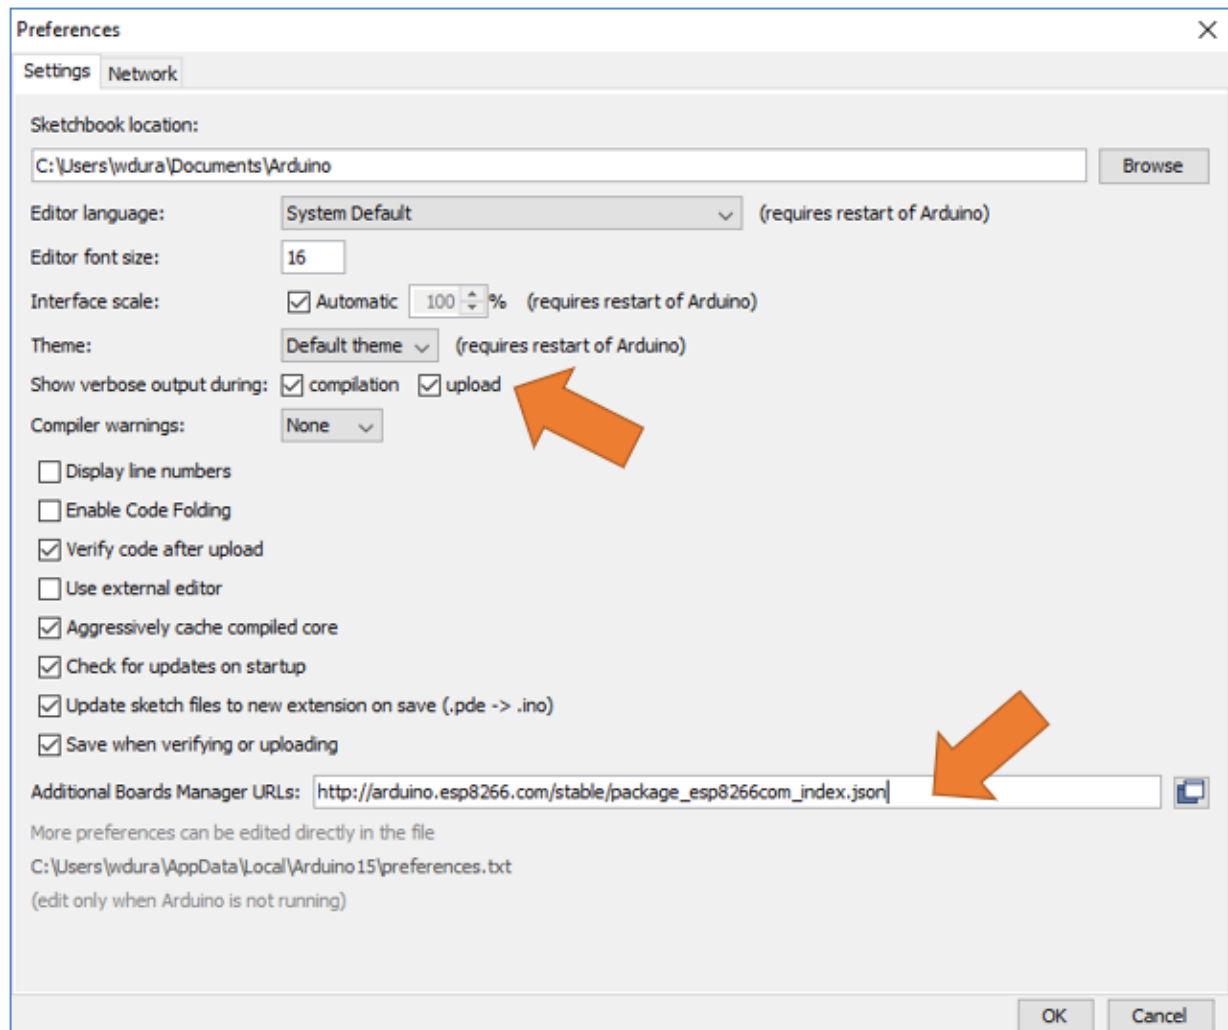 Preferences
Settings Network
Sketchbook location:
C:\Users\wdura\Documents\Arduino Browse
Editor language: System Default (requires restart of Arduino)
Editor font size: 16
Interface scale: Automatic 100 % (requires restart of Arduino)
Theme: Default theme (requires restart of Arduino)
Show verbose output during: compilation upload
Compiler warnings: None
Display line numbers
Enable Code Folding
Verify code after upload
Use external editor
Aggressively cache compiled core
Check for updates on startup
Update sketch files to new extension on save (.pde -> .ino)
Save when verifying or uploading
Additional Boards Manager URLs: http://arduino.esp8266.com/stable/package_esp8266com_index.json
More preferences can be edited directly in the file
C:\Users\wdura\AppData\Local\Arduino15\preferences.txt
(edit only when Arduino is not running)
OK Cancel